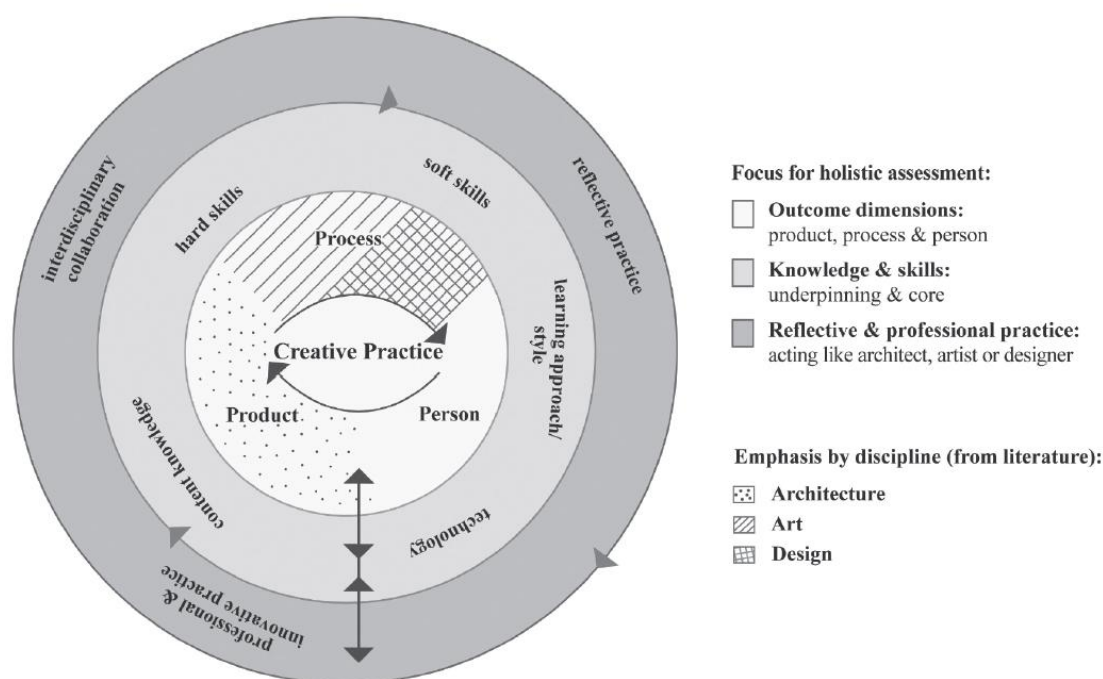 interdisciplinary
collaboration
hard skills
soft skills
reflective practice
Process
learning approach/
style
Creative Practice
Product
Person
content knowledge
technology
professional &
innovative practice
Focus for holistic assessment:
Outcome dimensions:
product, process & person
Knowledge & skills:
underpinning & core
Reflective & professional practice:
acting like architect, artist or designer
Emphasis by discipline (from literature):
Architecture
Art
Design